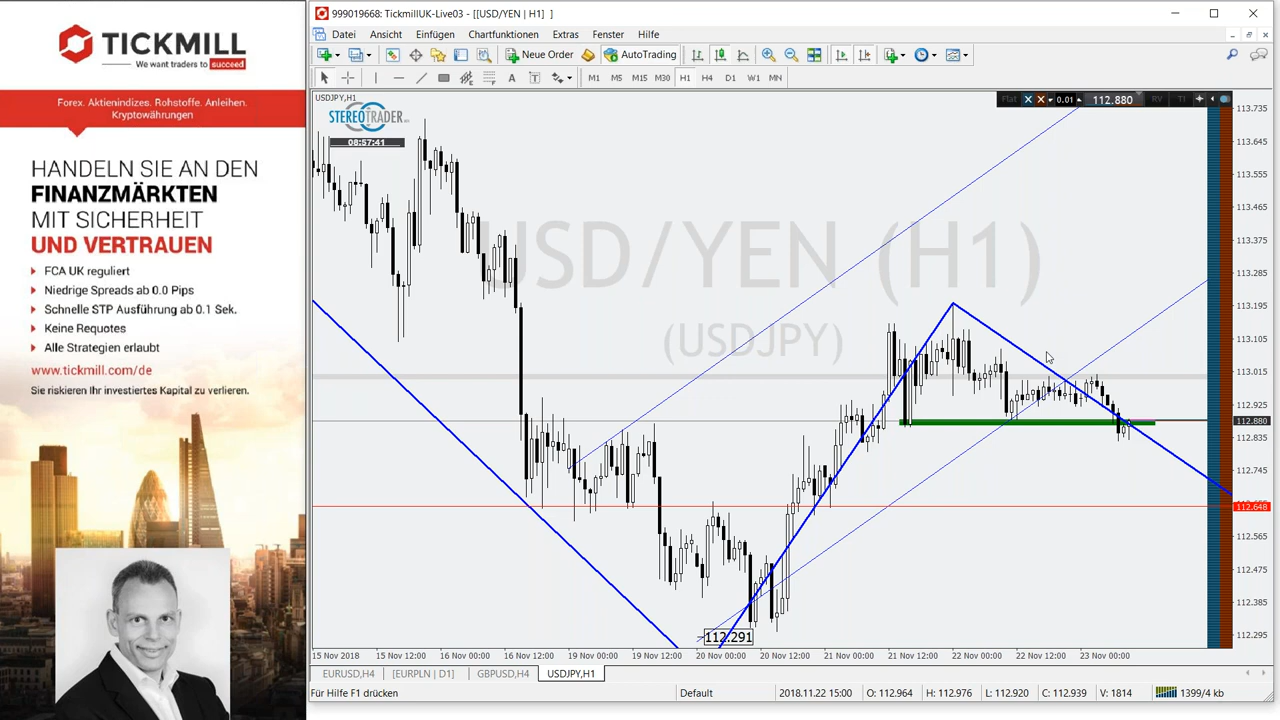 TICKMILL
We want traders to succeed
Forex. Aktienindizes. Rohstoffe. Anleihen.
Kryptowährungen
HANDELN SIE AN DEN
FINANZMÄRKTEN
MIT SICHERHEIT
UND VERTRAUEN
FCA UK reguliert
Niedrige Spreads ab 0.0 Pips
Schnelle STP Ausführung ab 0.1 Sek.
Keine Requotes
Alle Strategien erlaubt
www.tickmill.com/de
Sie riskieren Ihr investiertes Kapital zu verlieren.
999019668: TickmillUK-Live03 - [[USD/YEN | H1] ]
Datei Ansicht Einfügen Chartfunktionen Extras Fenster Hilfe
New Order AutoTrading
A T M1 M5 M15 M30 H1 H4 D1 W1 MN
USDJPY,H1
STEREOTRADER
08:57:41
Flat 0.01 112.880 RV TI
USD/YEN (H1)
(USDJPY)
113.735
113.645
113.555
113.465
113.375
113.285
113.195
113.105
113.015
112.925
112.880
112.835
112.745
112.648
112.565
112.475
112.385
112.295
112.291
15 Nov 2018 15 Nov 12:00 16 Nov 00:00 16 Nov 12:00 19 Nov 00:00 19 Nov 12:00 20 Nov 00:00 20 Nov 12:00 21 Nov 00:00 21 Nov 12:00 22 Nov 00:00 22 Nov 12:00 23 Nov 00:00
EURUSD,H4 [EURPLN | D1] GBPUSD,H4 USDJPY,H1
Für Hilfe F1 drücken Default 2018.11.22 15:00 O: 112.964 H: 112.976 L: 112.920 C: 112.939 V: 1814 1399/4 kb